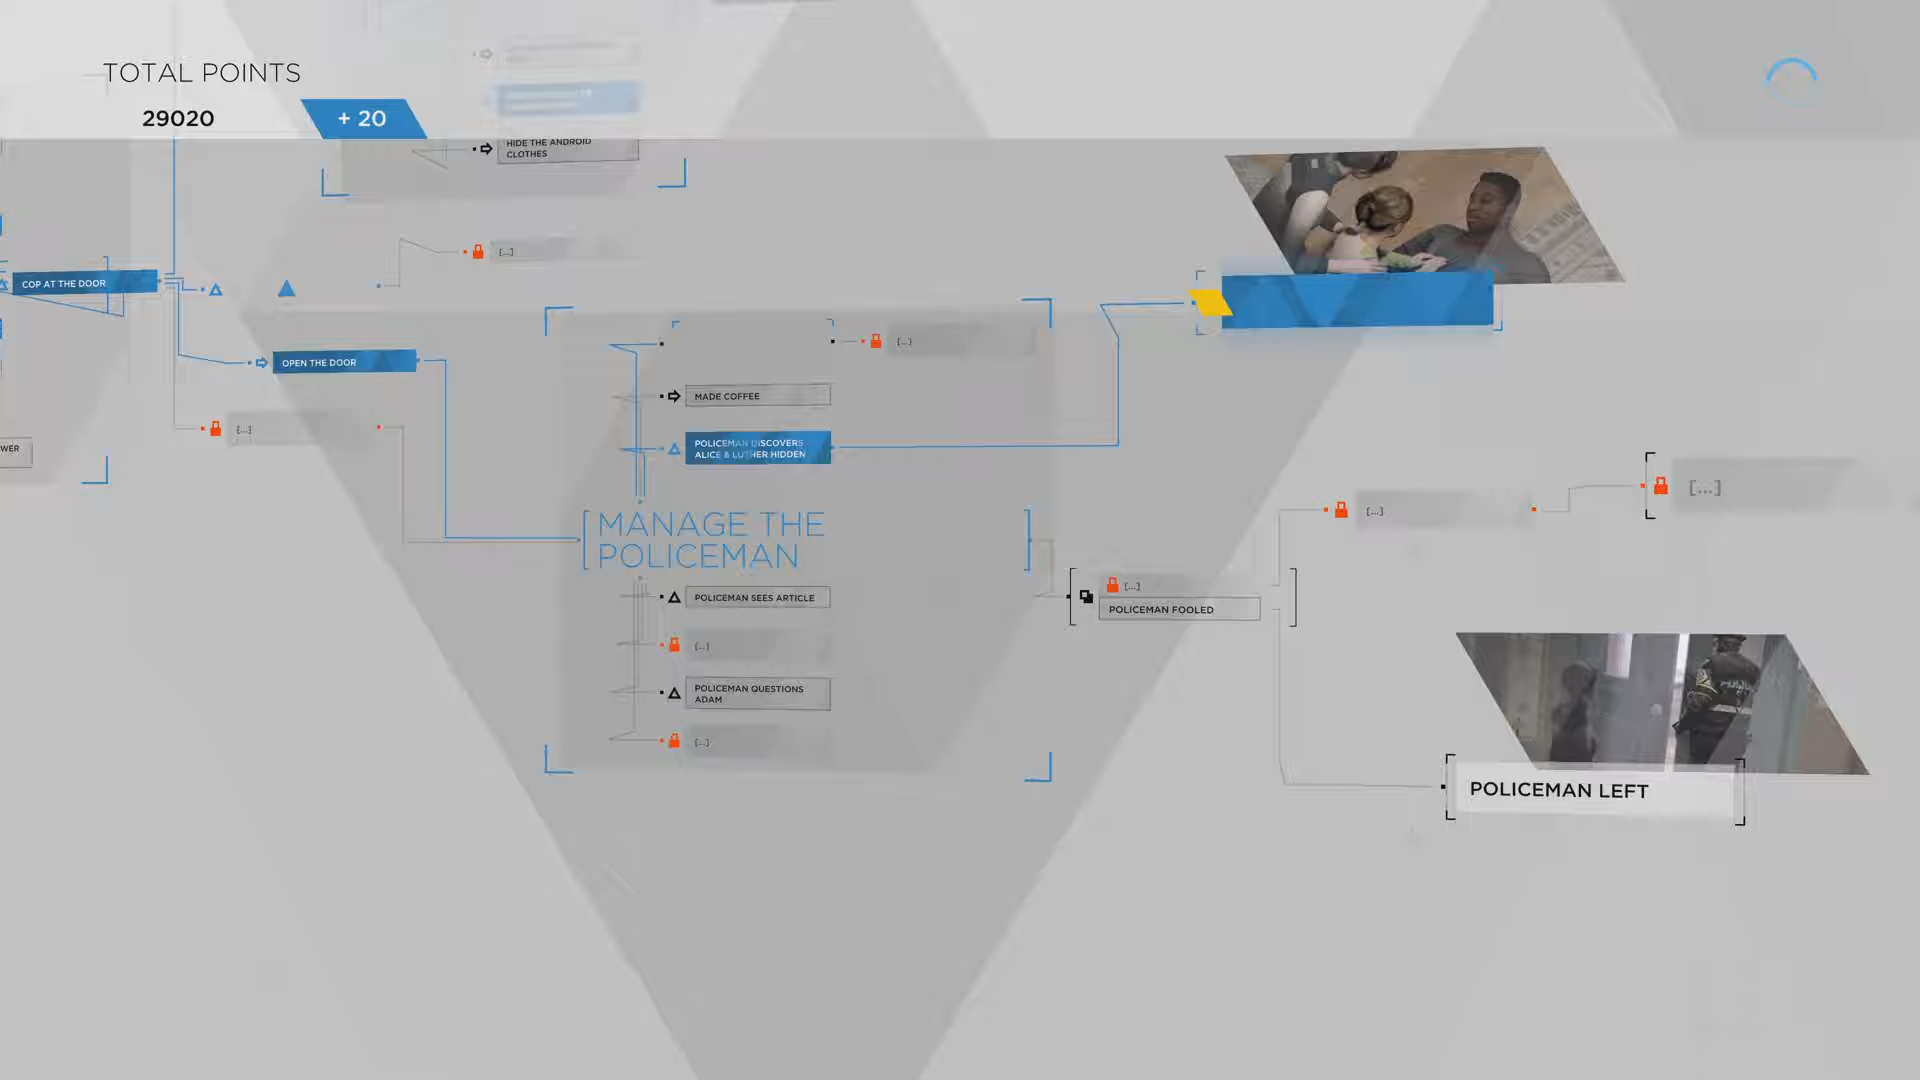 TOTAL POINTS
29020
+ 20
HIDE THE ANDROID
CLOTHES
[...]
COP AT THE DOOR
OPEN THE DOOR
[...]
WER
[...]
MADE COFFEE
POLICEMAN DISCOVERS
ALICE & LUTHER HIDDEN
MANAGE THE
POLICEMAN
POLICEMAN SEES ARTICLE
[...]
POLICEMAN QUESTIONS
ADAM
[...]
[...]
POLICEMAN FOOLED
[...]
[...]
POLICEMAN LEFT